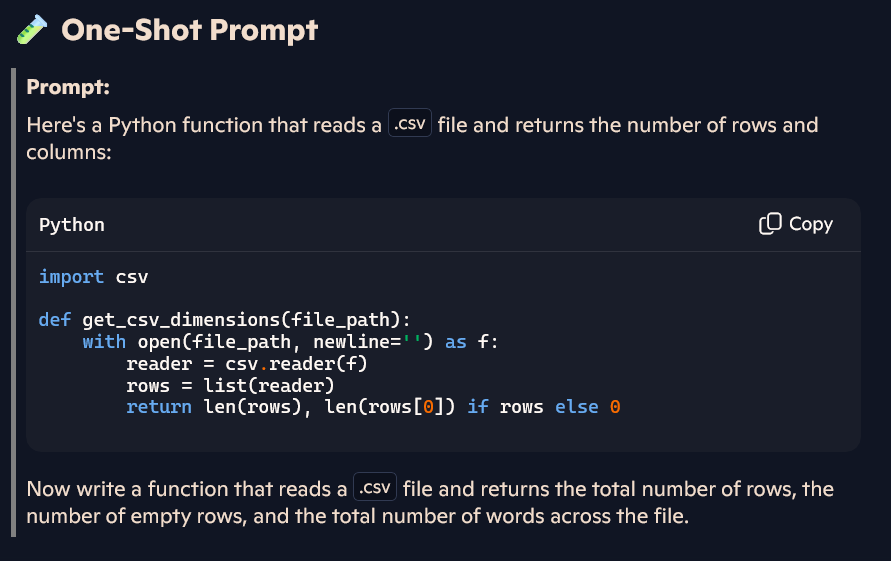 One-Shot Prompt
Prompt:
Here's a Python function that reads a .csv file and returns the number of rows and
columns:
Python
Copy
import csv
def get_csv_dimensions(file_path):
    with open(file_path, newline='') as f:
        reader = csv.reader(f)
        rows = list(reader)
        return len(rows), len(rows[0]) if rows else 0
Now write a function that reads a .csv file and returns the total number of rows, the
number of empty rows, and the total number of words across the file.